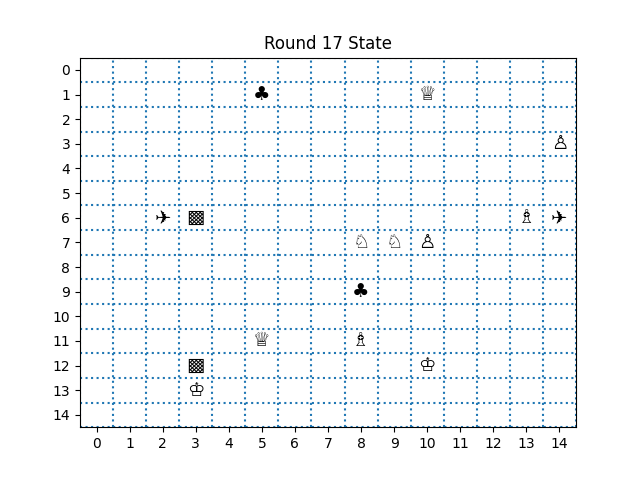 Round 17 State
0
1 ♣ ♕
2
3 ♙
4
5
6 ✈ ▩ ♗ ✈
7 ♘ ♘ ♙
8
9 ♣
10
11 ♕ ♗
12 ▩ ♔
13 ♔
14
0 1 2 3 4 5 6 7 8 9 10 11 12 13 14